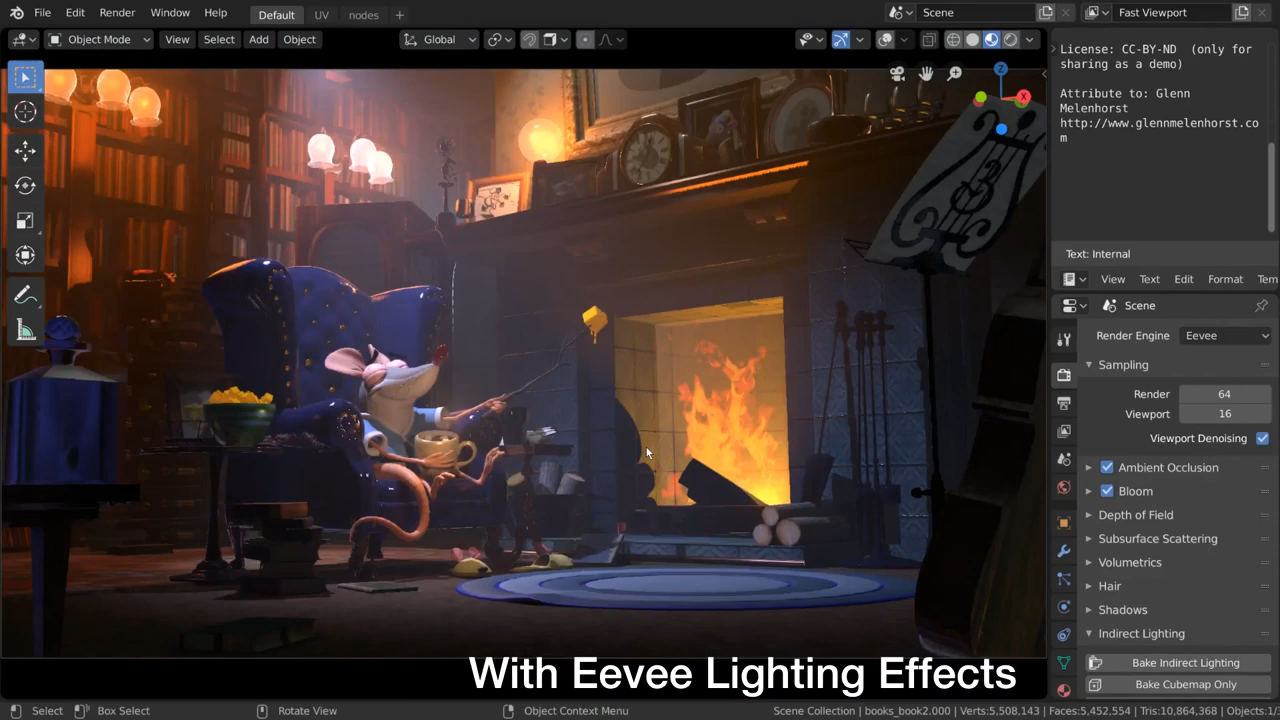 File Edit Render Window Help Default UV nodes + Scene Fast Viewport
Object Mode View Select Add Object Global
License: CC-BY-ND (only for
sharing as a demo)
Attribute to: Glenn
Melenhorst
http://www.glennmelenhorst.co
m
Z
X
Text: Internal
View Text Edit Format Tem
Scene
Render Engine Eevee
Sampling
Render 64
Viewport 16
Viewport Denoising
Ambient Occlusion
Bloom
Depth of Field
Subsurface Scattering
Volumetrics
Hair
Shadows
Indirect Lighting
Bake Indirect Lighting
Bake Cubemap Only
With Eevee Lighting Effects
Select Box Select Rotate View Object Context Menu Scene Collection | books_book2.000 | Verts:5,508,143 | Faces:5,452,554 | Tris:10,864,368 | Objects:1/